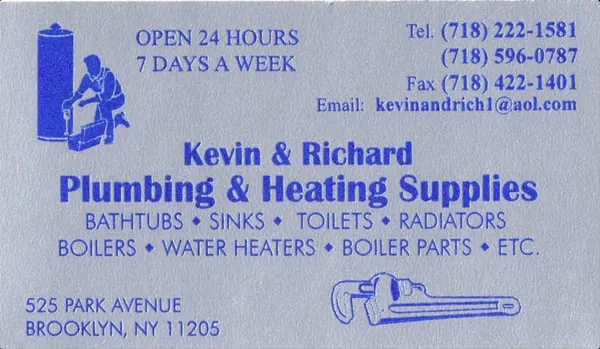 OPEN 24 HOURS
7 DAYS A WEEK
Tel. (718) 222-1581
(718) 596-0787
Fax (718) 422-1401
Email: kevinandrich1@aol.com
Kevin & Richard
Plumbing & Heating Supplies
BATHTUBS • SINKS • TOILETS • RADIATORS
BOILERS • WATER HEATERS • BOILER PARTS • ETC.
525 PARK AVENUE
BROOKLYN, NY 11205